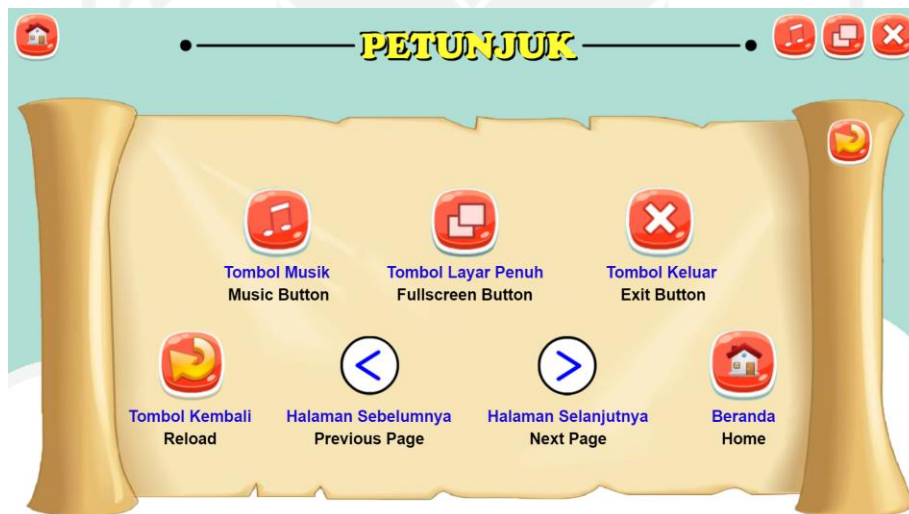 PETUNJUK
Tombol Musik
Music Button
Tombol Layar Penuh
Fullscreen Button
Tombol Keluar
Exit Button
Tombol Kembali
Reload
Halaman Sebelumnya
Previous Page
Halaman Selanjutnya
Next Page
Beranda
Home